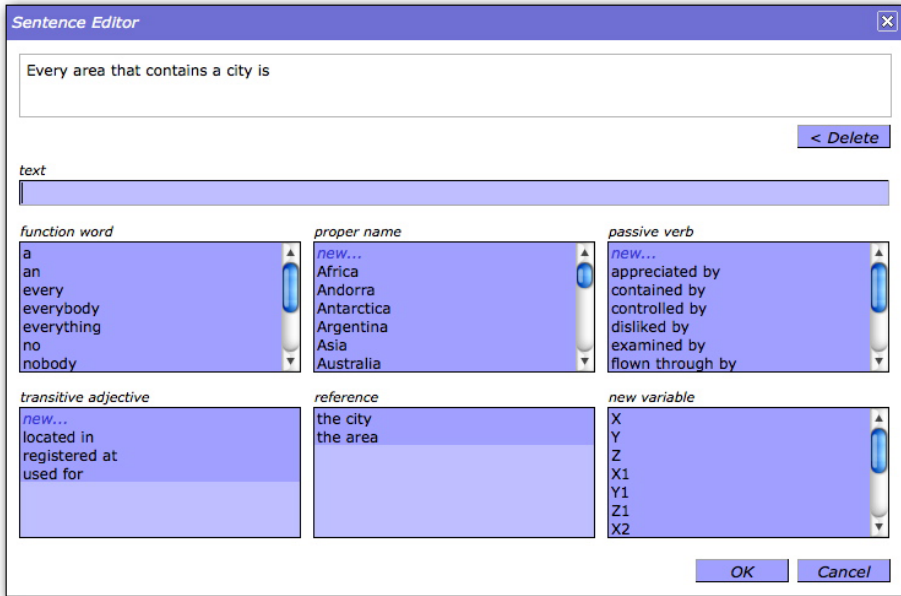 Sentence Editor
Every area that contains a city is
< Delete
text
function word
a
an
every
everybody
everything
no
nobody
proper name
new...
Africa
Andorra
Antarctica
Argentina
Asia
Australia
passive verb
new...
appreciated by
contained by
controlled by
disliked by
examined by
flown through by
transitive adjective
new...
located in
registered at
used for
reference
the city
the area
new variable
X
Y
Z
X1
Y1
Z1
X2
OK
Cancel